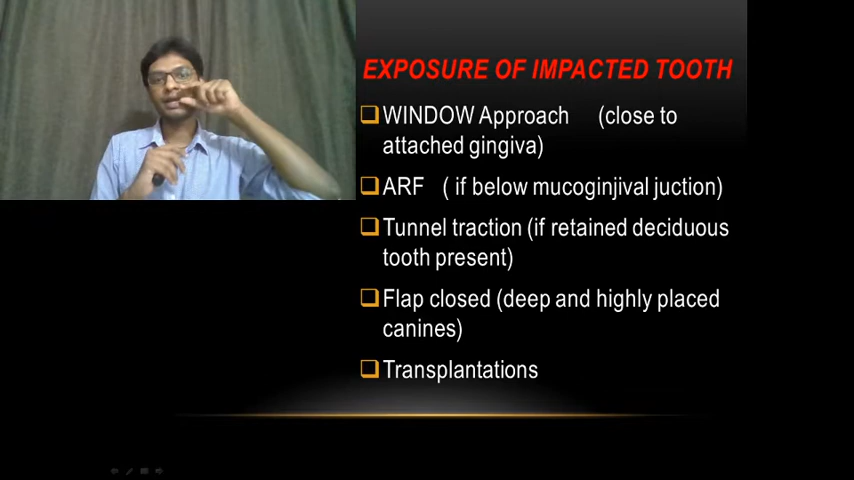 EXPOSURE OF IMPACTED TOOTH
WINDOW Approach (close to
attached gingiva)
ARF ( if below mucoginjival juction)
Tunnel traction (if retained deciduous
tooth present)
Flap closed (deep and highly placed
canines)
Transplantations